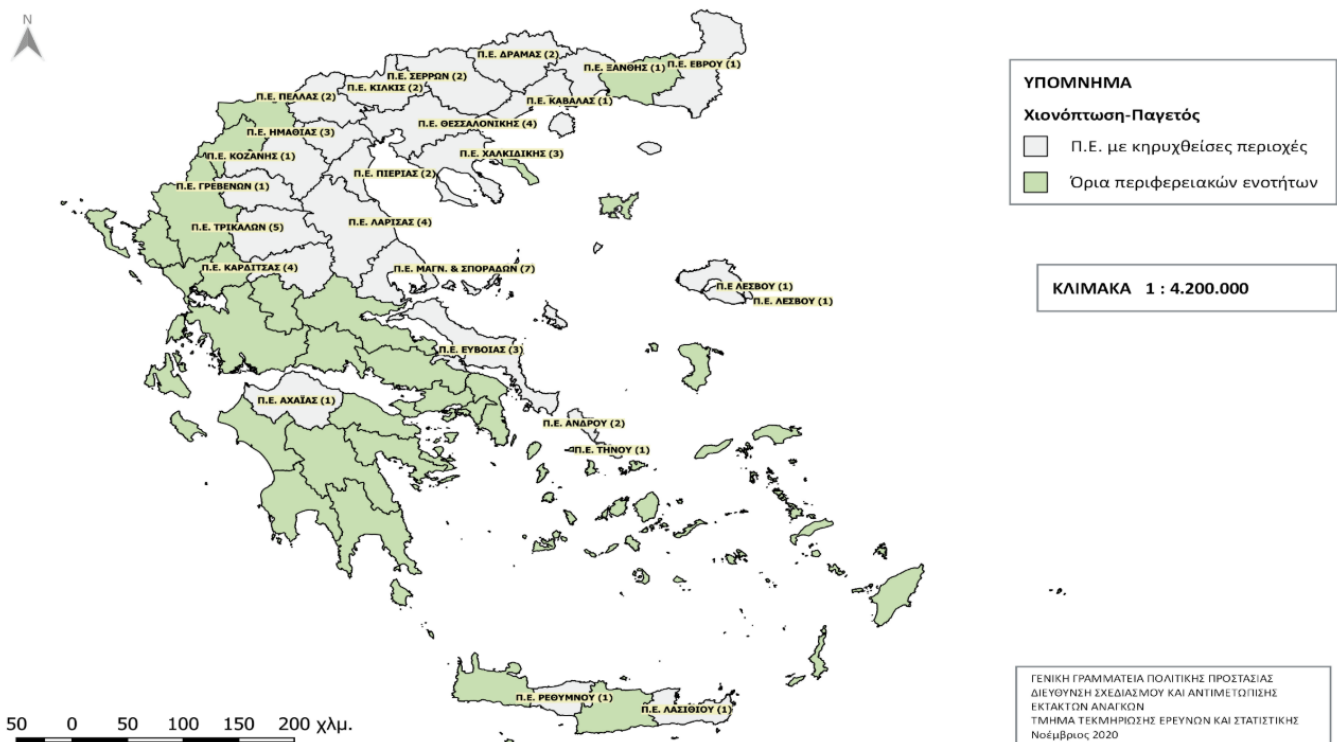 N
Π.Ε. ΔΡΑΜΑΣ (2)
Π.Ε. ΞΑΝΘΗΣ (1)
Π.Ε. ΕΒΡΟΥ (1)
Π.Ε. ΣΕΡΡΩΝ (2)
Π.Ε. ΚΙΛΚΙΣ (2)
Π.Ε. ΠΕΛΛΑΣ (2)
Π.Ε. ΚΑΒΑΛΑΣ (1)
Π.Ε. ΘΕΣΣΑΛΟΝΙΚΗΣ (4)
Π.Ε. ΗΜΑΘΙΑΣ (3)
Π.Ε. ΚΟΖΑΝΗΣ (1)
Π.Ε. ΧΑΛΚΙΔΙΚΗΣ (3)
Π.Ε. ΠΙΕΡΙΑΣ (2)
Π.Ε. ΓΡΕΒΕΝΩΝ (1)
Π.Ε. ΛΑΡΙΣΑΣ (4)
Π.Ε. ΤΡΙΚΑΛΩΝ (5)
Π.Ε. ΚΑΡΔΙΤΣΑΣ (4)
Π.Ε. ΜΑΓΝ. & ΣΠΟΡΑΔΩΝ (7)
Π.Ε ΛΕΣΒΟΥ (1)
Π.Ε. ΛΕΣΒΟΥ (1)
Π.Ε. ΕΥΒΟΙΑΣ (3)
Π.Ε. ΑΧΑΪΑΣ (1)
Π.Ε. ΑΝΔΡΟΥ (2)
Π.Ε. ΤΗΝΟΥ (1)
Π.Ε. ΡΕΘΥΜΝΟΥ (1)
Π.Ε. ΛΑΣΙΘΙΟΥ (1)
50 0 50 100 150 200 χλμ.
ΥΠΟΜΝΗΜΑ
Χιονόπτωση-Παγετός
Π.Ε. με κηρυχθείσες περιοχές
Όρια περιφερειακών ενοτήτων
ΚΛΙΜΑΚΑ 1 : 4.200.000
ΓΕΝΙΚΗ ΓΡΑΜΜΑΤΕΙΑ ΠΟΛΙΤΙΚΗΣ ΠΡΟΣΤΑΣΙΑΣ
ΔΙΕΥΘΥΝΣΗ ΣΧΕΔΙΑΣΜΟΥ ΚΑΙ ΑΝΤΙΜΕΤΩΠΙΣΗΣ
ΕΚΤΑΚΤΩΝ ΑΝΑΓΚΩΝ
ΤΜΗΜΑ ΤΕΚΜΗΡΙΩΣΗΣ ΕΡΕΥΝΩΝ ΚΑΙ ΣΤΑΤΙΣΤΙΚΗΣ
Νοέμβριος 2020